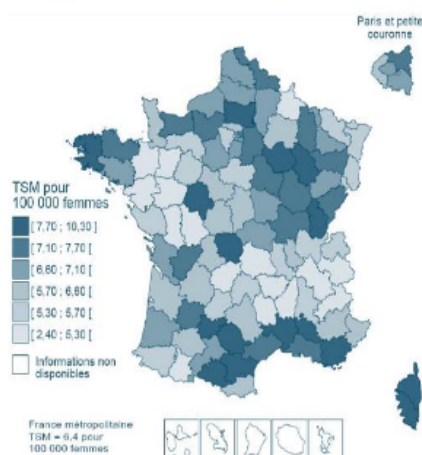 Paris et petite
couronne
TSM pour
100 000 femmes
[ 7,70 ; 10,30 [
[ 7,10 ; 7,70 [
[ 6,60 ; 7,10 [
[ 5,70 ; 6,60 [
[ 5,30 ; 5,70 [
[ 2,40 ; 5,30 [
Informations non
disponibles
France métropolitaine
TSM = 6,4 pour
100 000 femmes